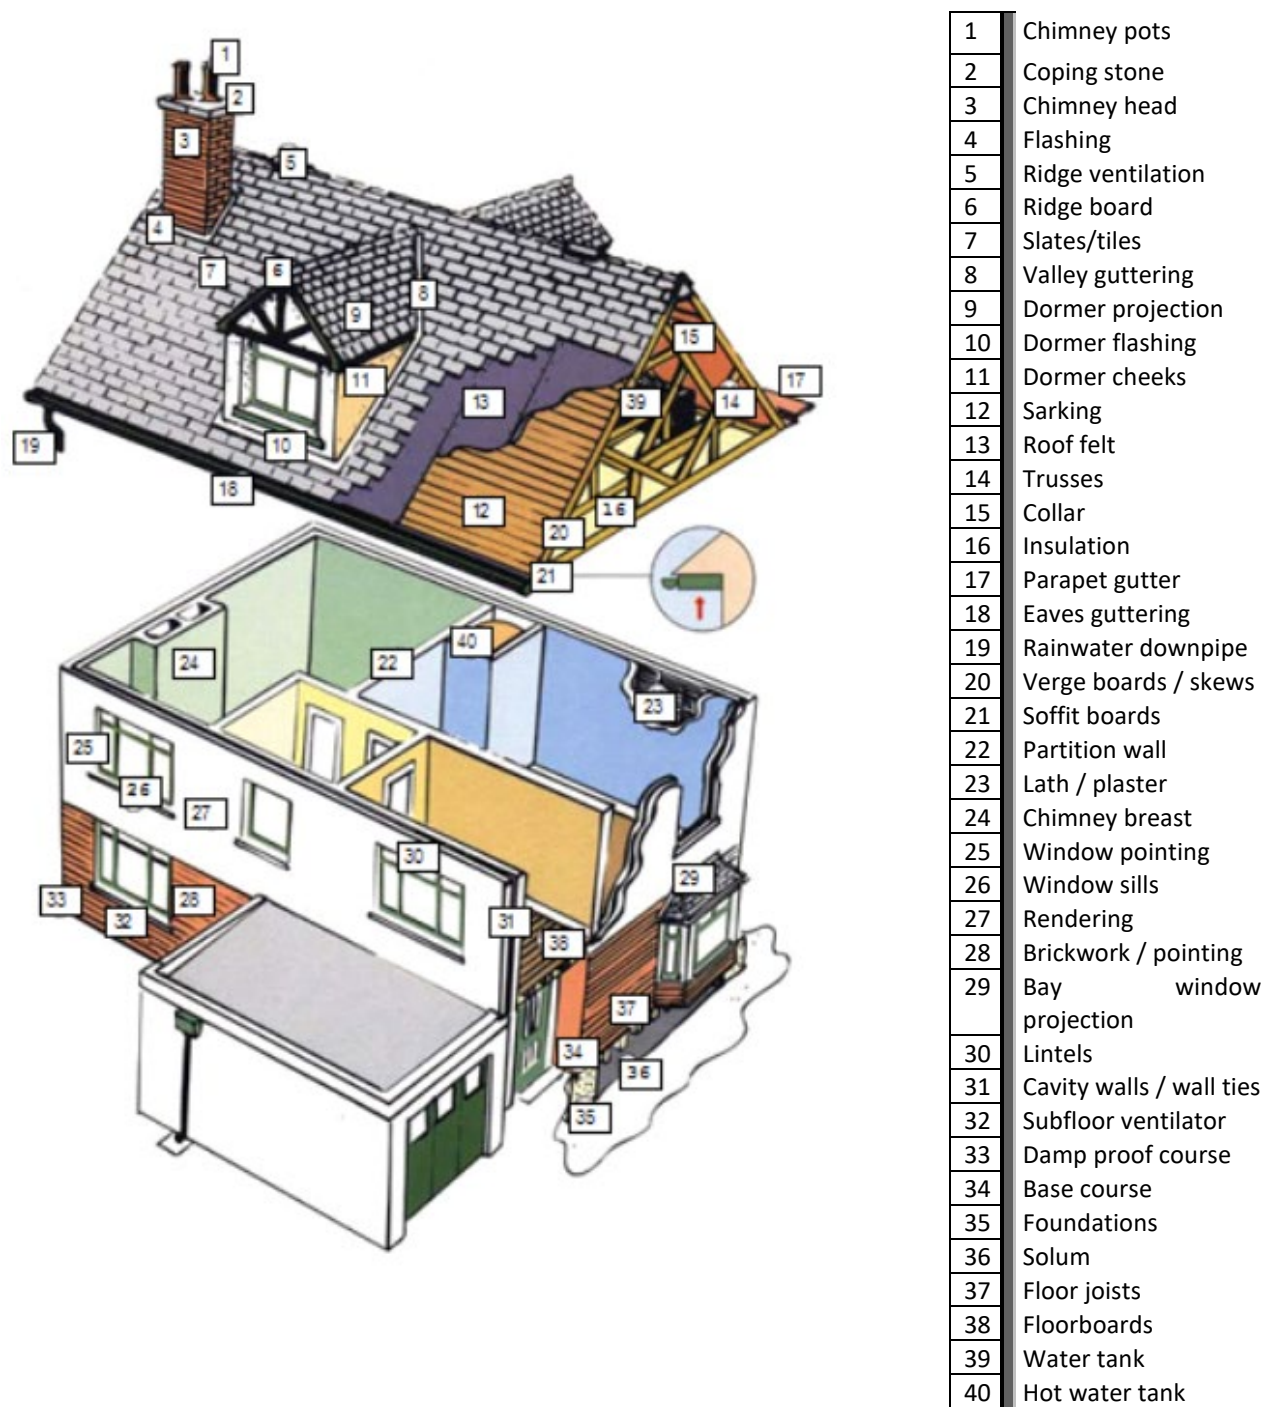 1
2
3
4
5
6
7
8
9
10
11
12
13
14
15
16
17
18
19
20
21
22
23
24
25
26
27
28
29
30
31
32
33
34
35
36
37
38
39
40
1 Chimney pots
2 Coping stone
3 Chimney head
4 Flashing
5 Ridge ventilation
6 Ridge board
7 Slates/tiles
8 Valley guttering
9 Dormer projection
10 Dormer flashing
11 Dormer cheeks
12 Sarking
13 Roof felt
14 Trusses
15 Collar
16 Insulation
17 Parapet gutter
18 Eaves guttering
19 Rainwater downpipe
20 Verge boards / skews
21 Soffit boards
22 Partition wall
23 Lath / plaster
24 Chimney breast
25 Window pointing
26 Window sills
27 Rendering
28 Brickwork / pointing
29 Bay window
projection
30 Lintels
31 Cavity walls / wall ties
32 Subfloor ventilator
33 Damp proof course
34 Base course
35 Foundations
36 Solum
37 Floor joists
38 Floorboards
39 Water tank
40 Hot water tank